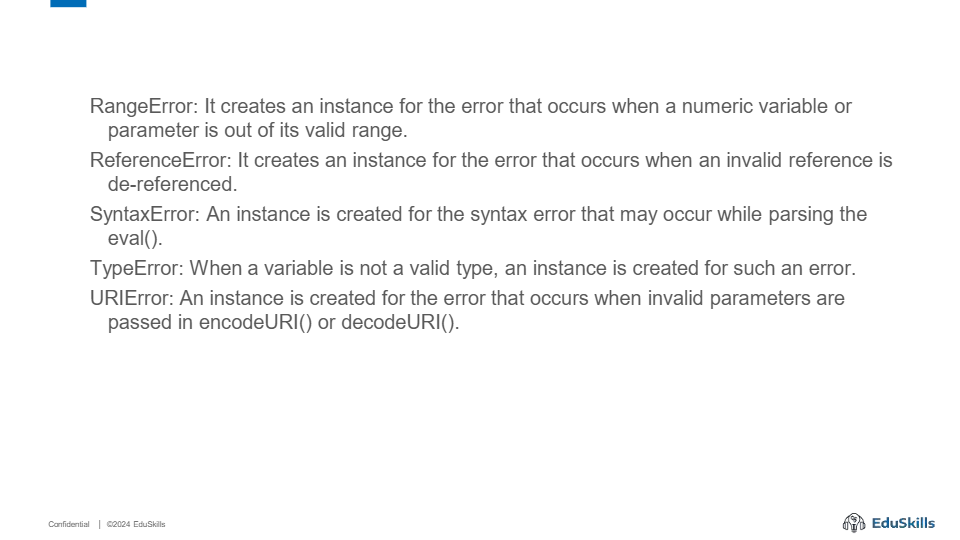 RangeError: It creates an instance for the error that occurs when a numeric variable or
parameter is out of its valid range.
ReferenceError: It creates an instance for the error that occurs when an invalid reference is
de-referenced.
SyntaxError: An instance is created for the syntax error that may occur while parsing the
eval().
TypeError: When a variable is not a valid type, an instance is created for such an error.
URIError: An instance is created for the error that occurs when invalid parameters are
passed in encodeURI() or decodeURI().
Confidential | ©2024 EduSkills
EduSkills